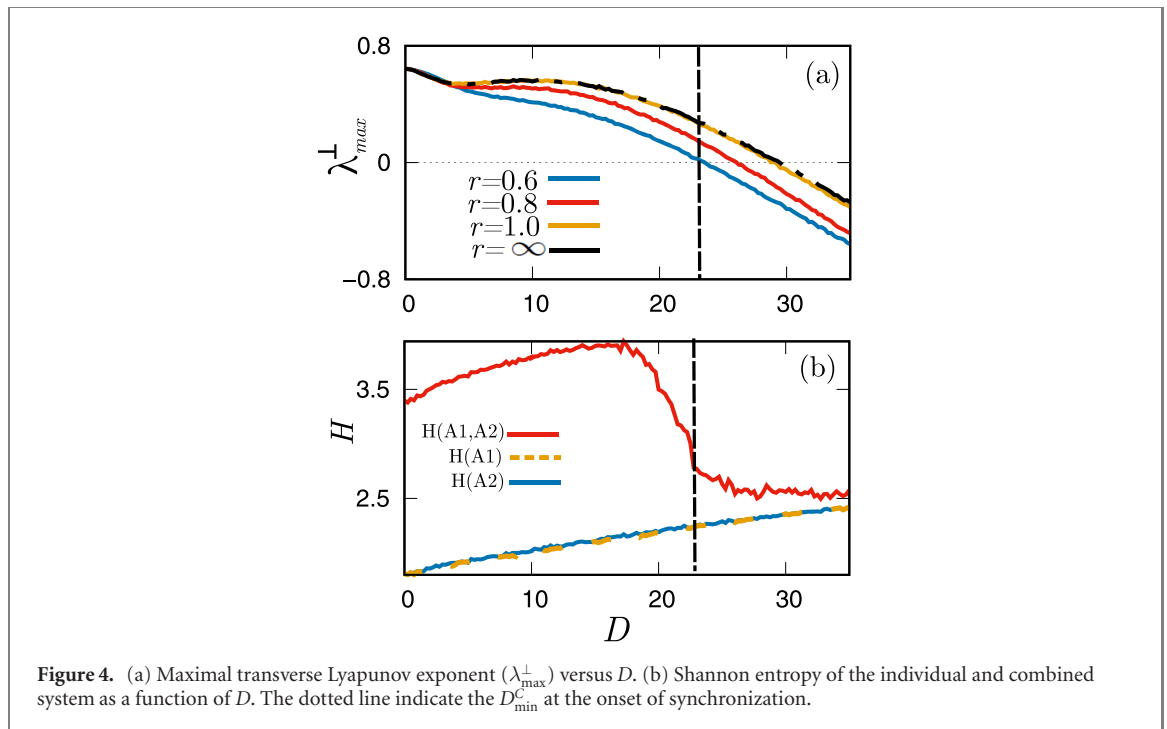 0.8
(a)
λ⊥max
0
r=0.6
r=0.8
r=1.0
r=∞
-0.8
0 10 20 30
(b)
3.5
H
H(A1,A2)
H(A1)
H(A2)
2.5
0 10 20 30
D
Figure 4. (a) Maximal transverse Lyapunov exponent (λ⊥max) versus D. (b) Shannon entropy of the individual and combined
system as a function of D. The dotted line indicate the D^C_min at the onset of synchronization.